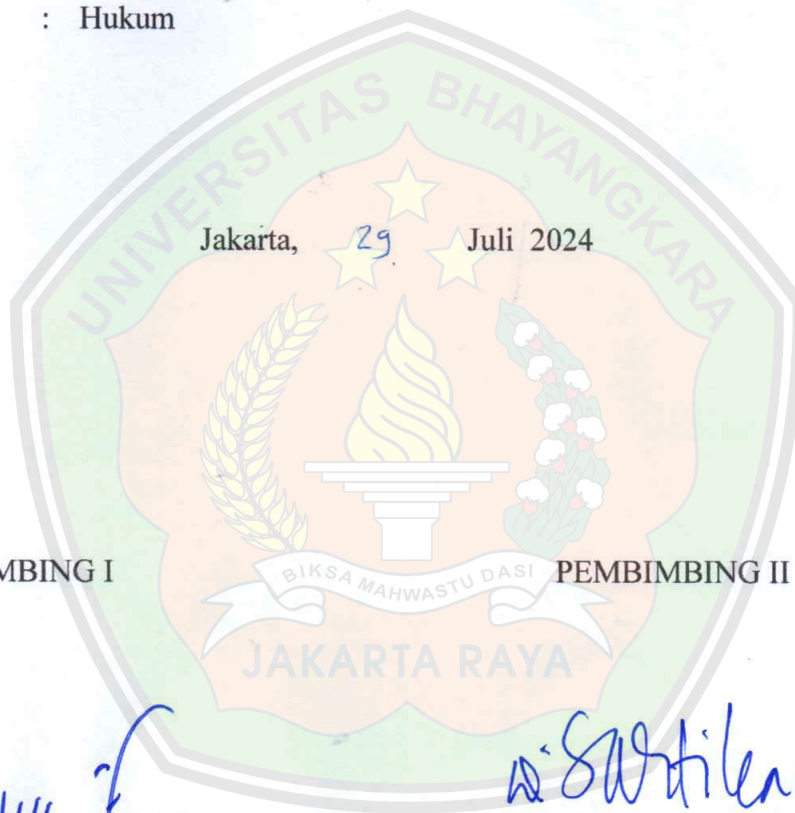 : Hukum
UNIVERSITAS BHAYANGKARA
Jakarta, 29 Juli 2024
MBING I PEMBIMBING II
BIKSA MAHWASTU DASI
JAKARTA RAYA